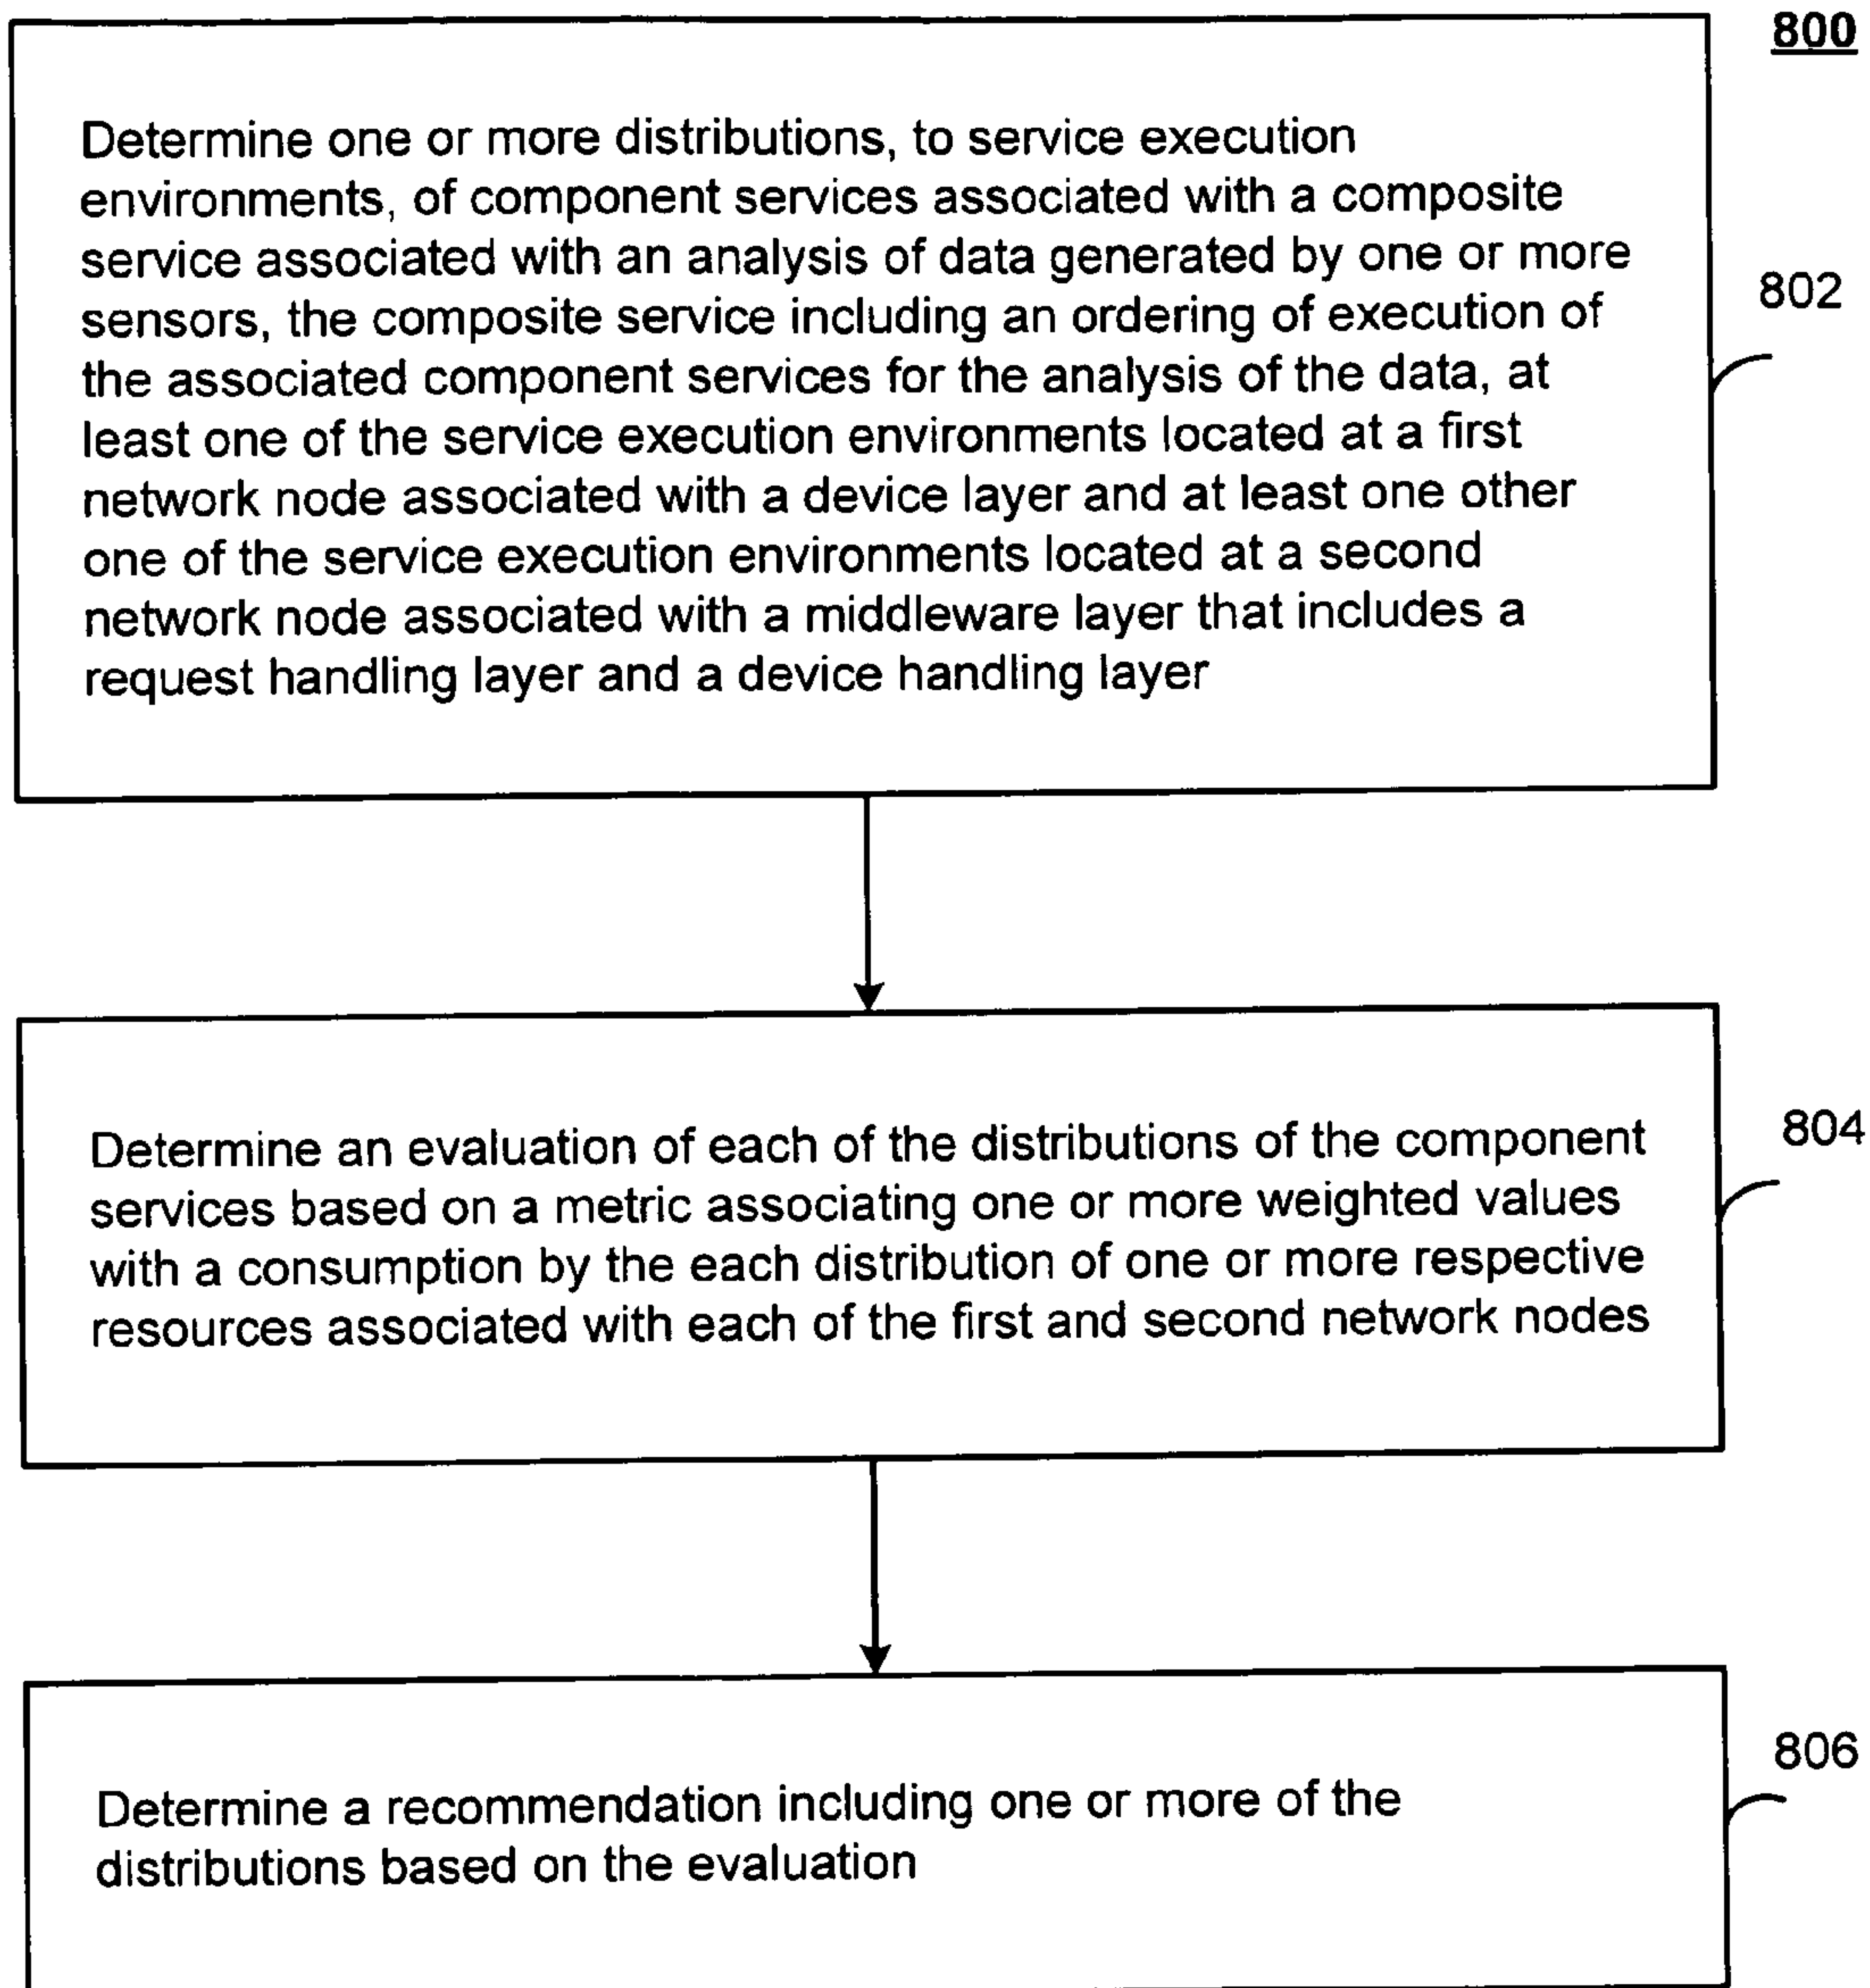 800
Determine one or more distributions, to service execution
environments, of component services associated with a composite
service associated with an analysis of data generated by one or more
sensors, the composite service including an ordering of execution of
the associated component services for the analysis of the data, at
least one of the service execution environments located at a first
network node associated with a device layer and at least one other
one of the service execution environments located at a second
network node associated with a middleware layer that includes a
request handling layer and a device handling layer
802
Determine an evaluation of each of the distributions of the component
services based on a metric associating one or more weighted values
with a consumption by the each distribution of one or more respective
resources associated with each of the first and second network nodes
804
Determine a recommendation including one or more of the
distributions based on the evaluation
806